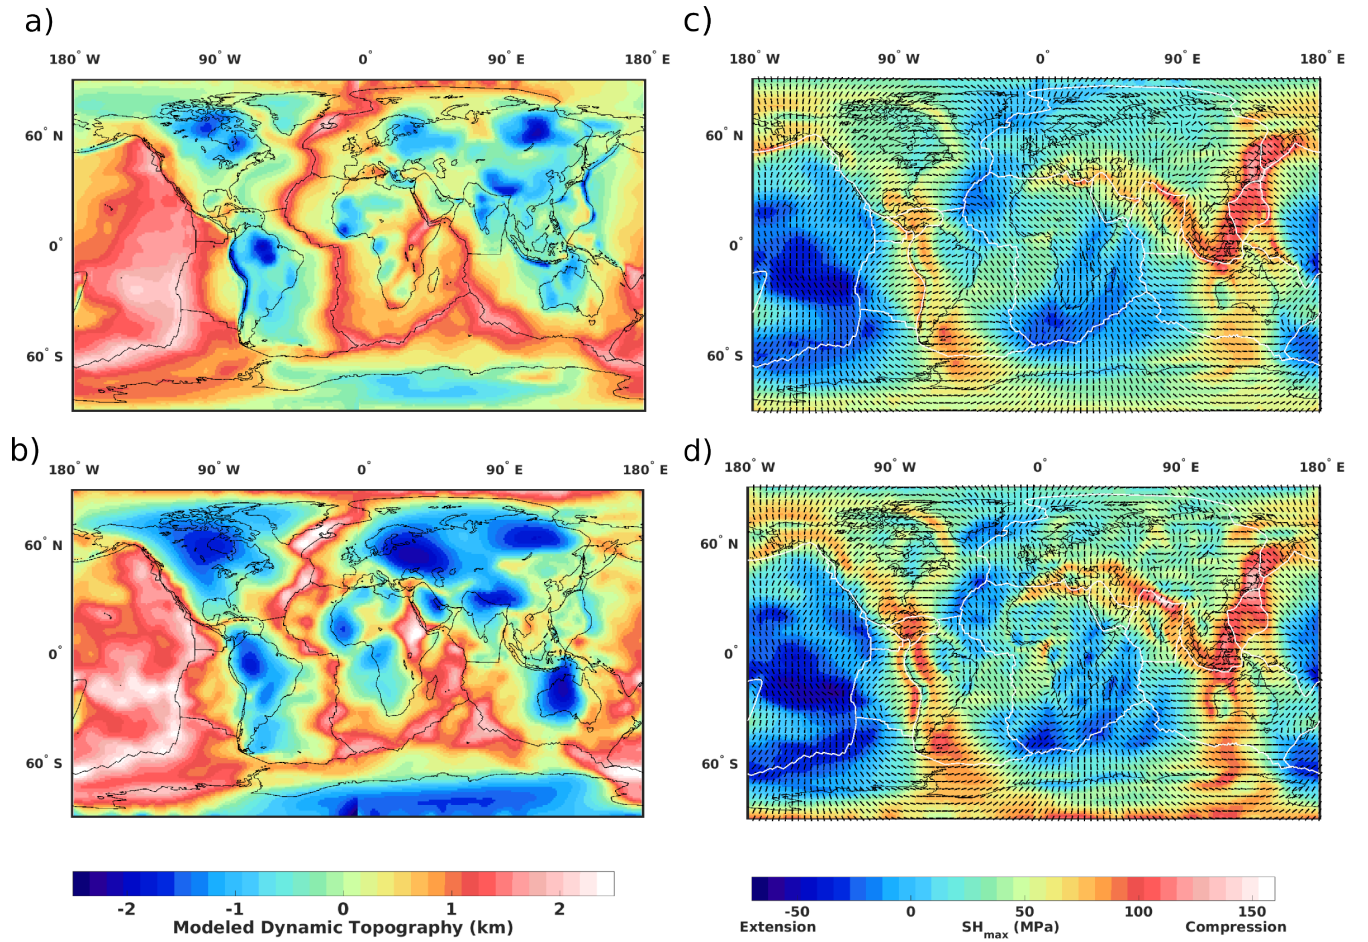 a)
180° W 90° W 0° 90° E 180° E
60° N
0°
60° S
c)
180° W 90° W 0° 90° E 180° E
60° N
0°
60° S
b)
180° W 90° W 0° 90° E 180° E
60° N
0°
60° S
d)
180° W 90° W 0° 90° E 180° E
60° N
0°
60° S
-2 -1 0 1 2
Modeled Dynamic Topography (km)
-50 0 50 100 150
Extension SHmax (MPa) Compression